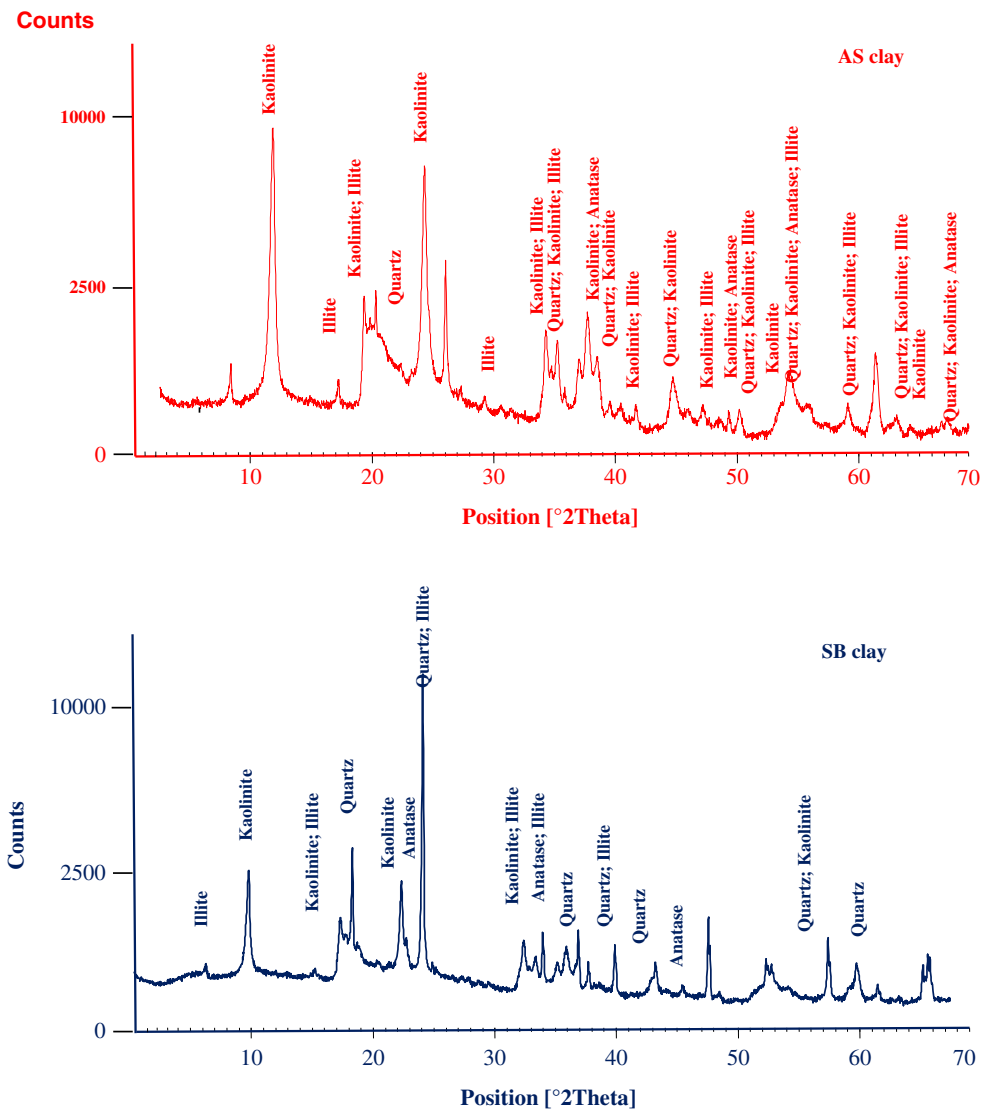 Counts
AS clay
10000
2500
0
Kaolinite
Illite
Kaolinite; Illite
Quartz
Kaolinite
Illite
Kaolinite; Illite
Quartz; Kaolinite; Illite
Kaolinite; Anatase
Quartz; Kaolinite
Kaolinite; Illite
Quartz; Kaolinite
Kaolinite; Illite
Kaolinite; Anatase
Quartz; Kaolinite; Illite
Kaolinite
Quartz; Kaolinite; Anatase; Illite
Quartz; Kaolinite; Illite
Quartz; Kaolinite; Illite
Kaolinite
Quartz; Kaolinite; Anatase
10 20 30 40 50 60 70
Position [°2Theta]
SB clay
Counts
10000
2500
0
Illite
Kaolinite
Kaolinite; Illite
Quartz
Kaolinite
Anatase
Quartz; Illite
Kaolinite; Illite
Anatase; Illite
Quartz
Quartz; Illite
Quartz
Anatase
Quartz; Kaolinite
Quartz
10 20 30 40 50 60 70
Position [°2Theta]